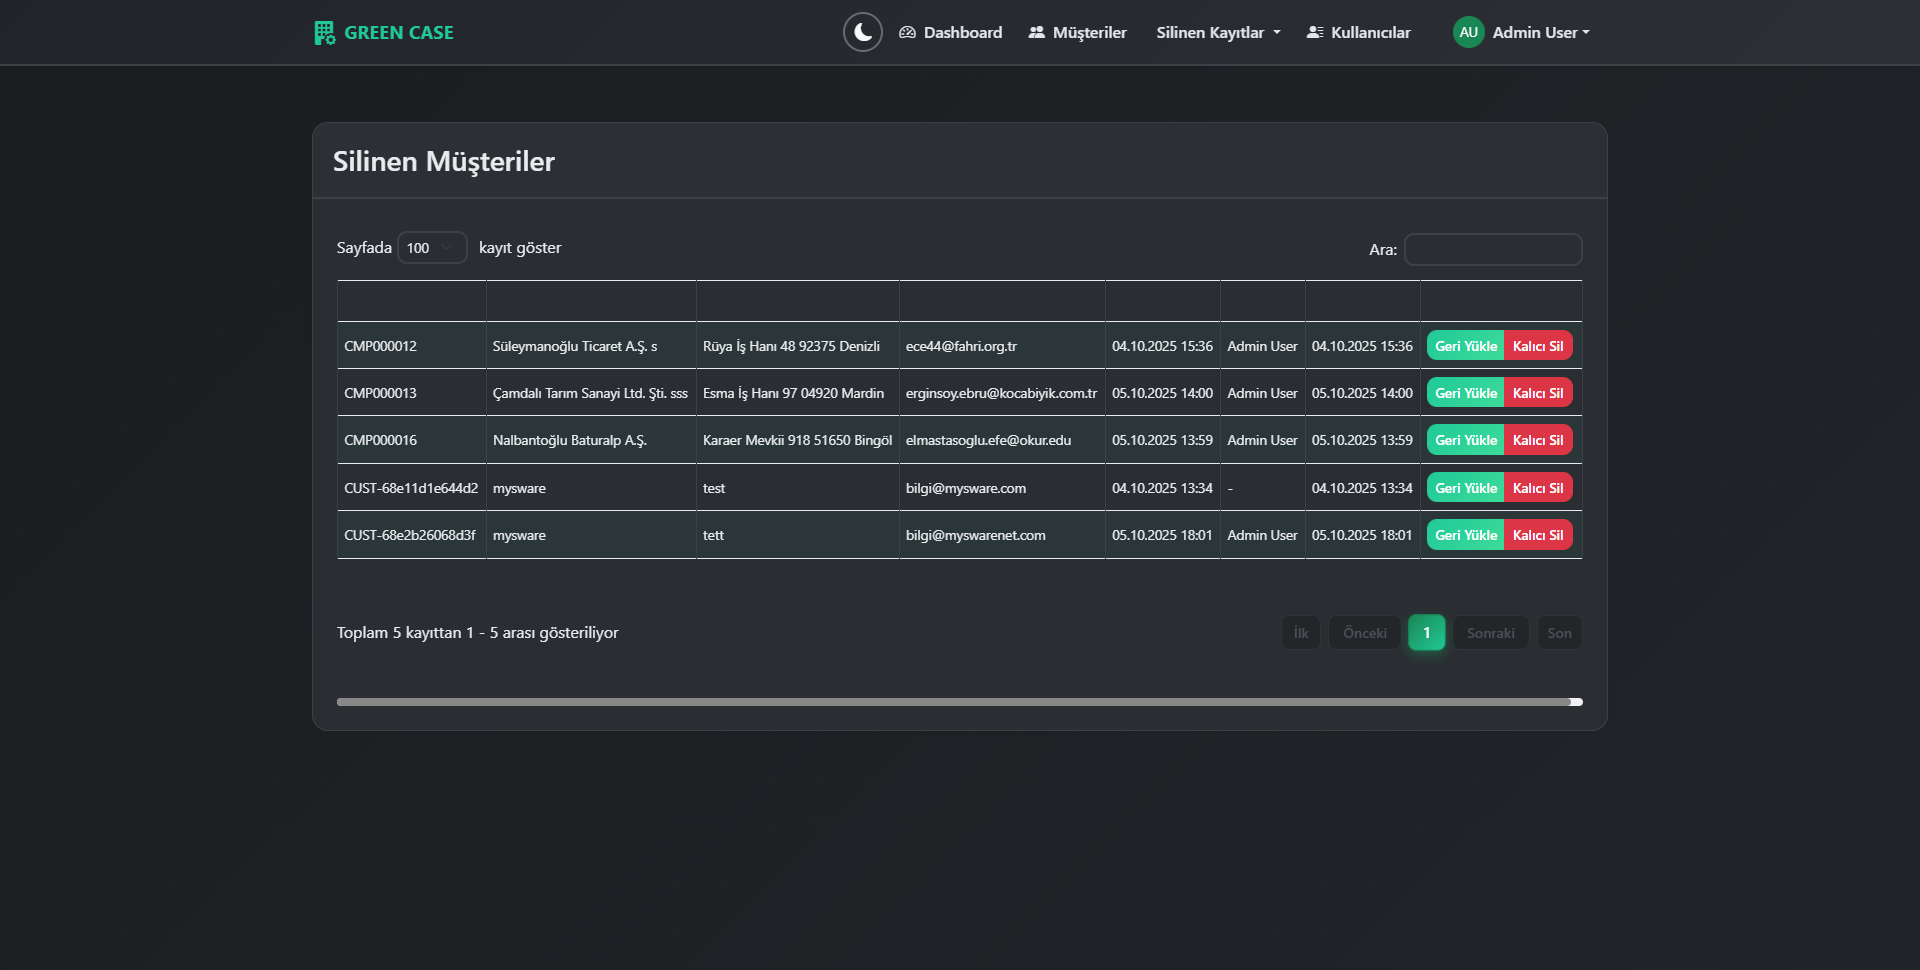 GREEN CASE Dashboard Müşteriler Silinen Kayıtlar Kullanıcılar AU Admin User
Silinen Müşteriler
Sayfada 100 kayıt göster Ara:
CMP000012 Süleymanoğlu Ticaret A.Ş. s Rüya İş Hanı 48 92375 Denizli ece44@fahri.org.tr 04.10.2025 15:36 Admin User 04.10.2025 15:36 Geri Yükle Kalıcı Sil
CMP000013 Çamdalı Tarım Sanayi Ltd. Şti. sss Esma İş Hanı 97 04920 Mardin erginsoy.ebru@kocabiyik.com.tr 05.10.2025 14:00 Admin User 05.10.2025 14:00 Geri Yükle Kalıcı Sil
CMP000016 Nalbantoğlu Baturalp A.Ş. Karaer Mevkii 918 51650 Bingöl elmastasoglu.efe@okur.edu 05.10.2025 13:59 Admin User 05.10.2025 13:59 Geri Yükle Kalıcı Sil
CUST-68e11d1e644d2 mysware test bilgi@mysware.com 04.10.2025 13:34 - 04.10.2025 13:34 Geri Yükle Kalıcı Sil
CUST-68e2b26068d3f mysware tett bilgi@myswarenet.com 05.10.2025 18:01 Admin User 05.10.2025 18:01 Geri Yükle Kalıcı Sil
Toplam 5 kayıttan 1 - 5 arası gösteriliyor İlk Önceki 1 Sonraki Son